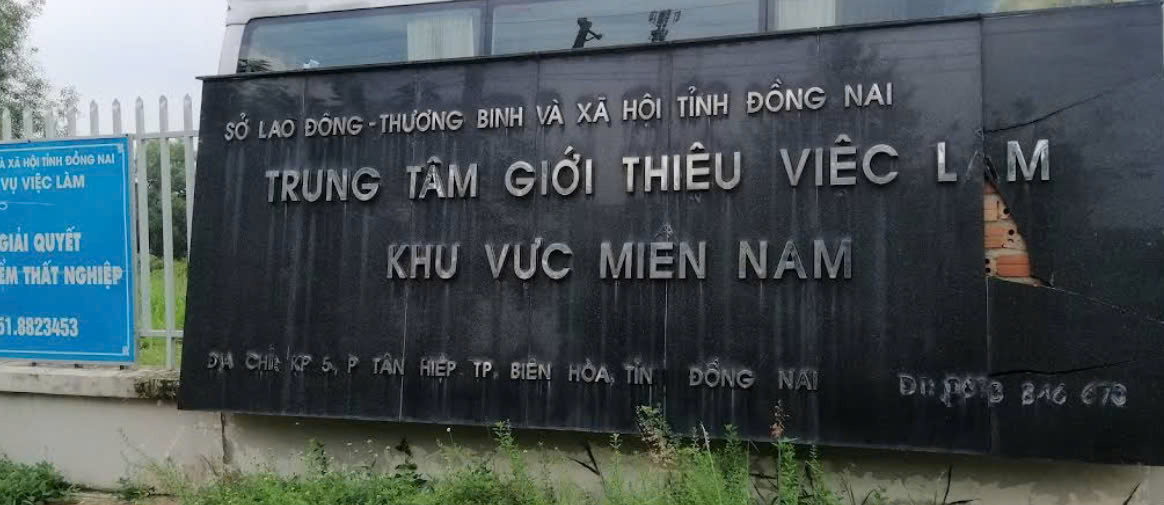 SỞ LAO ĐỘNG - THƯƠNG BINH VÀ XÃ HỘI TỈNH ĐỒNG NAI
TRUNG TÂM GIỚI THIỆU VIỆC LÀM
KHU VỰC MIỀN NAM
ĐỊA CHỈ: KP 5, P TÂN HIỆP TP, BIÊN HÒA, TỈN ĐỒNG NAI
VÀ XÃ HỘI TỈNH ĐỒNG NAI
VỤ VIỆC LÀM
GIẢI QUYẾT
THẤT NGHIỆP
51.8823453